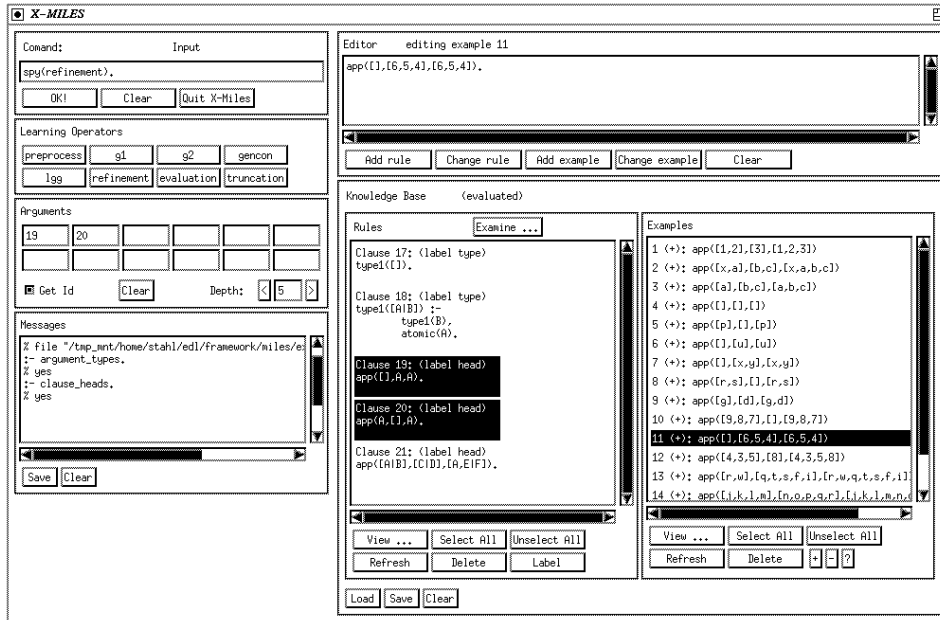 X-MILES
Comand: Input
spy(refinement).
OK! Clear Quit X-Miles
Learning Operators
preprocess g1 g2 gencon
lgg refinement evaluation truncation
Arguments
19 20
Get Id Clear Depth: < 5 >
Messages
% file "/tmp_mnt/home/stahl/edl/framework/miles/ex
:- argument_types.
% yes
:- clause_heads.
% yes
Save Clear
Editor editing example 11
app([],[6,5,4],[6,5,4]).
Add rule Change rule Add example Change example Clear
Knowledge Base (evaluated)
Rules Examine ...
Clause 17: (label type)
type1([]).
Clause 18: (label type)
type1([A|B]) :-
type1(B),
atomic(A).
Clause 19: (label head)
app([],A,A).
Clause 20: (label head)
app(A,[],A).
Clause 21: (label head)
app([A|B],[C|D],[A,E|F]).
View ... Select All Unselect All
Refresh Delete Label
Examples
1 (+): app([1,2],[3],[1,2,3])
2 (+): app([x,a],[b,c],[x,a,b,c])
3 (+): app([a],[b,c],[a,b,c])
4 (+): app([],[],[])
5 (+): app([p],[],[p])
6 (+): app([],[u],[u])
7 (+): app([],[x,y],[x,y])
8 (+): app([r,s],[],[r,s])
9 (+): app([g],[d],[g,d])
10 (+): app([9,8,7],[],[9,8,7])
11 (+): app([],[6,5,4],[6,5,4])
12 (+): app([4,3,5],[8],[4,3,5,8])
13 (+): app([r,w],[q,t,s,f,i],[r,w,q,t,s,f,i]
14 (+): app([j,k,l,m],[n,o,p,q,r],[j,k,l,m,n,o
View ... Select All Unselect All
Refresh Delete + - ?
Load Save Clear